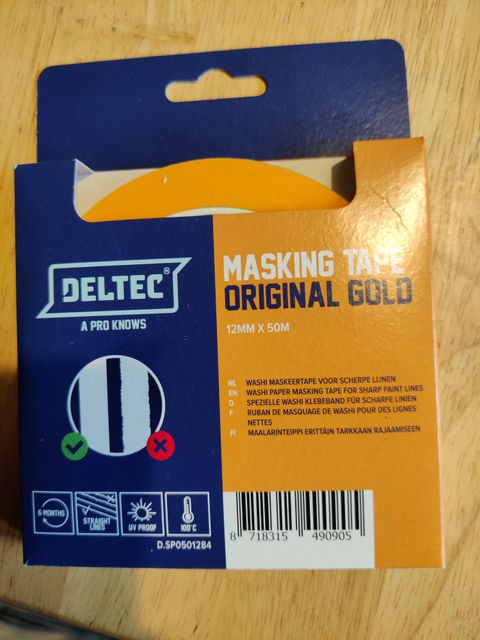 DELTEC®
A PRO KNOWS
MASKING TAPE
ORIGINAL GOLD
12MM X 50M
NL WASHI MASKEERTAPE VOOR SCHERPE LIJNEN
EN WASHI PAPER MASKING TAPE FOR SHARP PAINT LINES
D SPEZIELLE WASHI KLEBEBAND FÜR SCHARFE LINIEN
F RUBAN DE MASQUAGE DE WASHI POUR DES LIGNES
NETTES
FI MAALARINTEIPPI ERITTÄIN TARKKAAN RAJAAMISEEN
6 MONTHS
STRAIGHT
LINES
UV PROOF
100°C
D.SP0501284
8 718315 490905